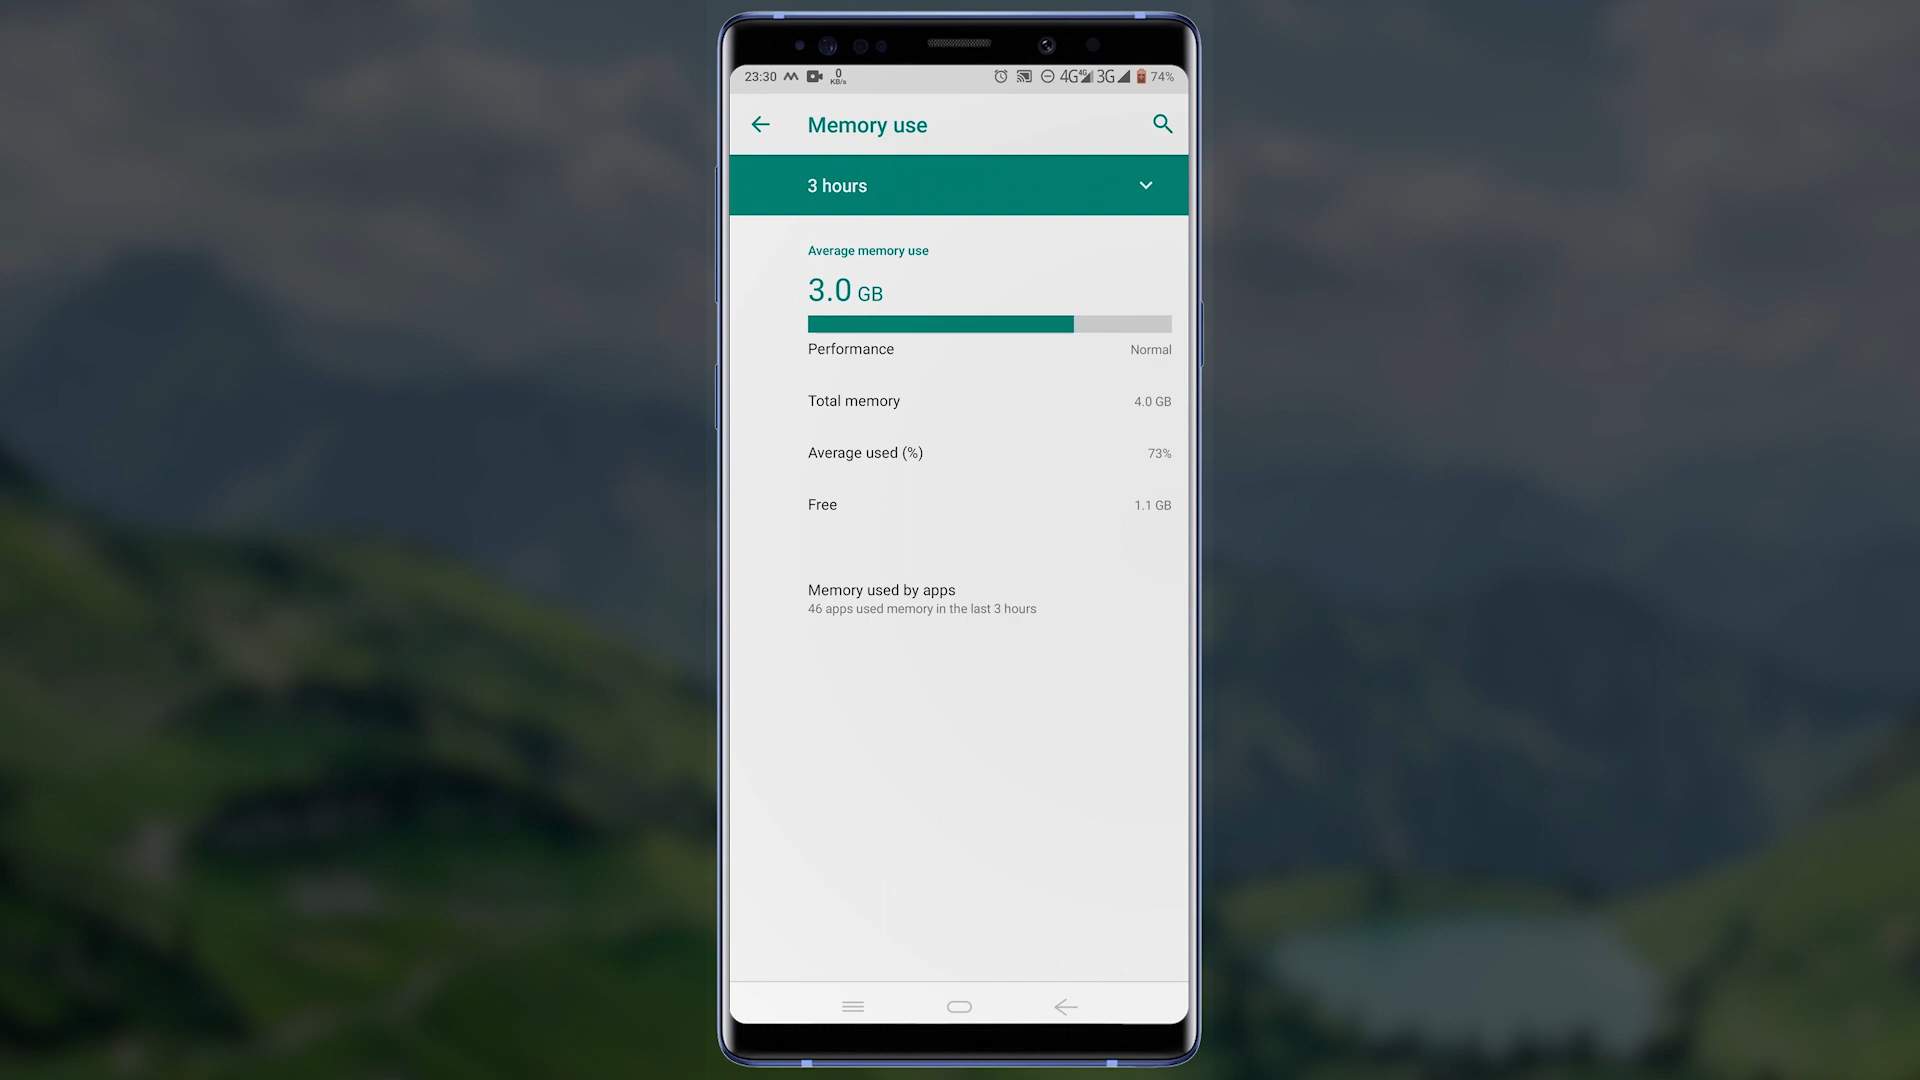 23:30 0 KB/s 4G 4G 3G 74%
Memory use
3 hours
Average memory use
3.0 GB
Performance Normal
Total memory 4.0 GB
Average used (%) 73%
Free 1.1 GB
Memory used by apps
46 apps used memory in the last 3 hours